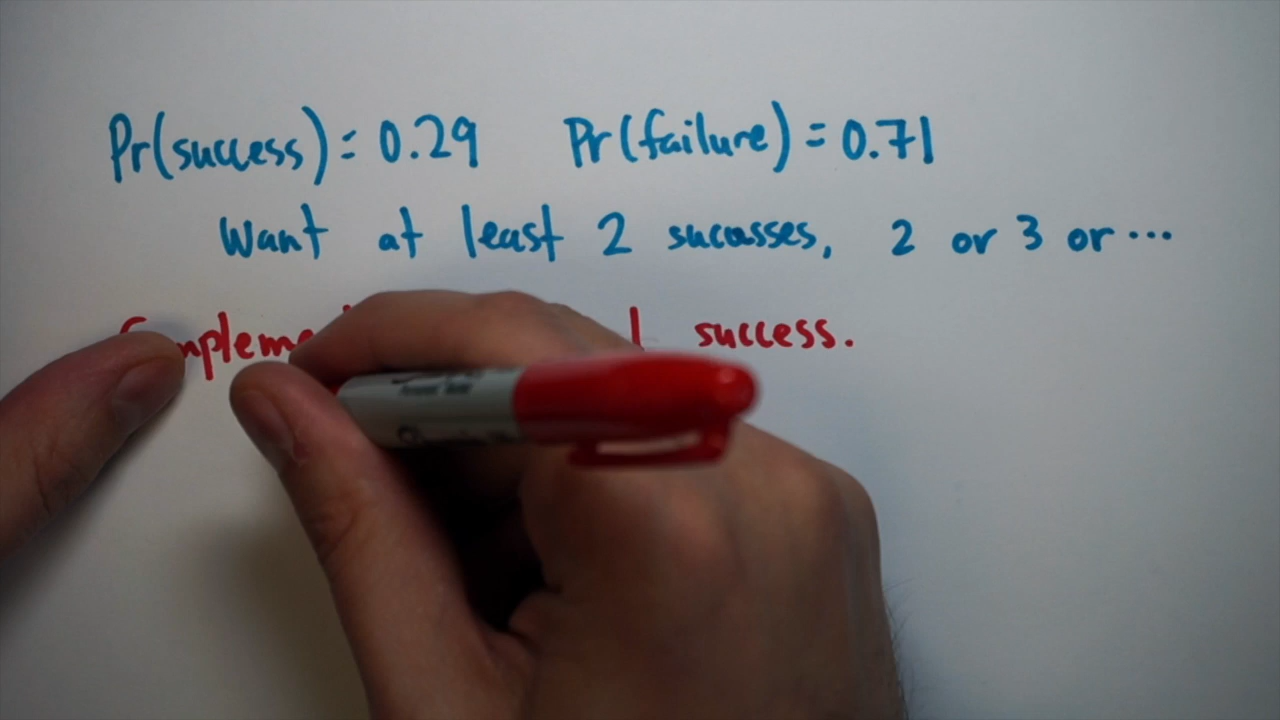 Pr(success) = 0.29 Pr(failure) = 0.71
Want at least 2 successes, 2 or 3 or ...
success.